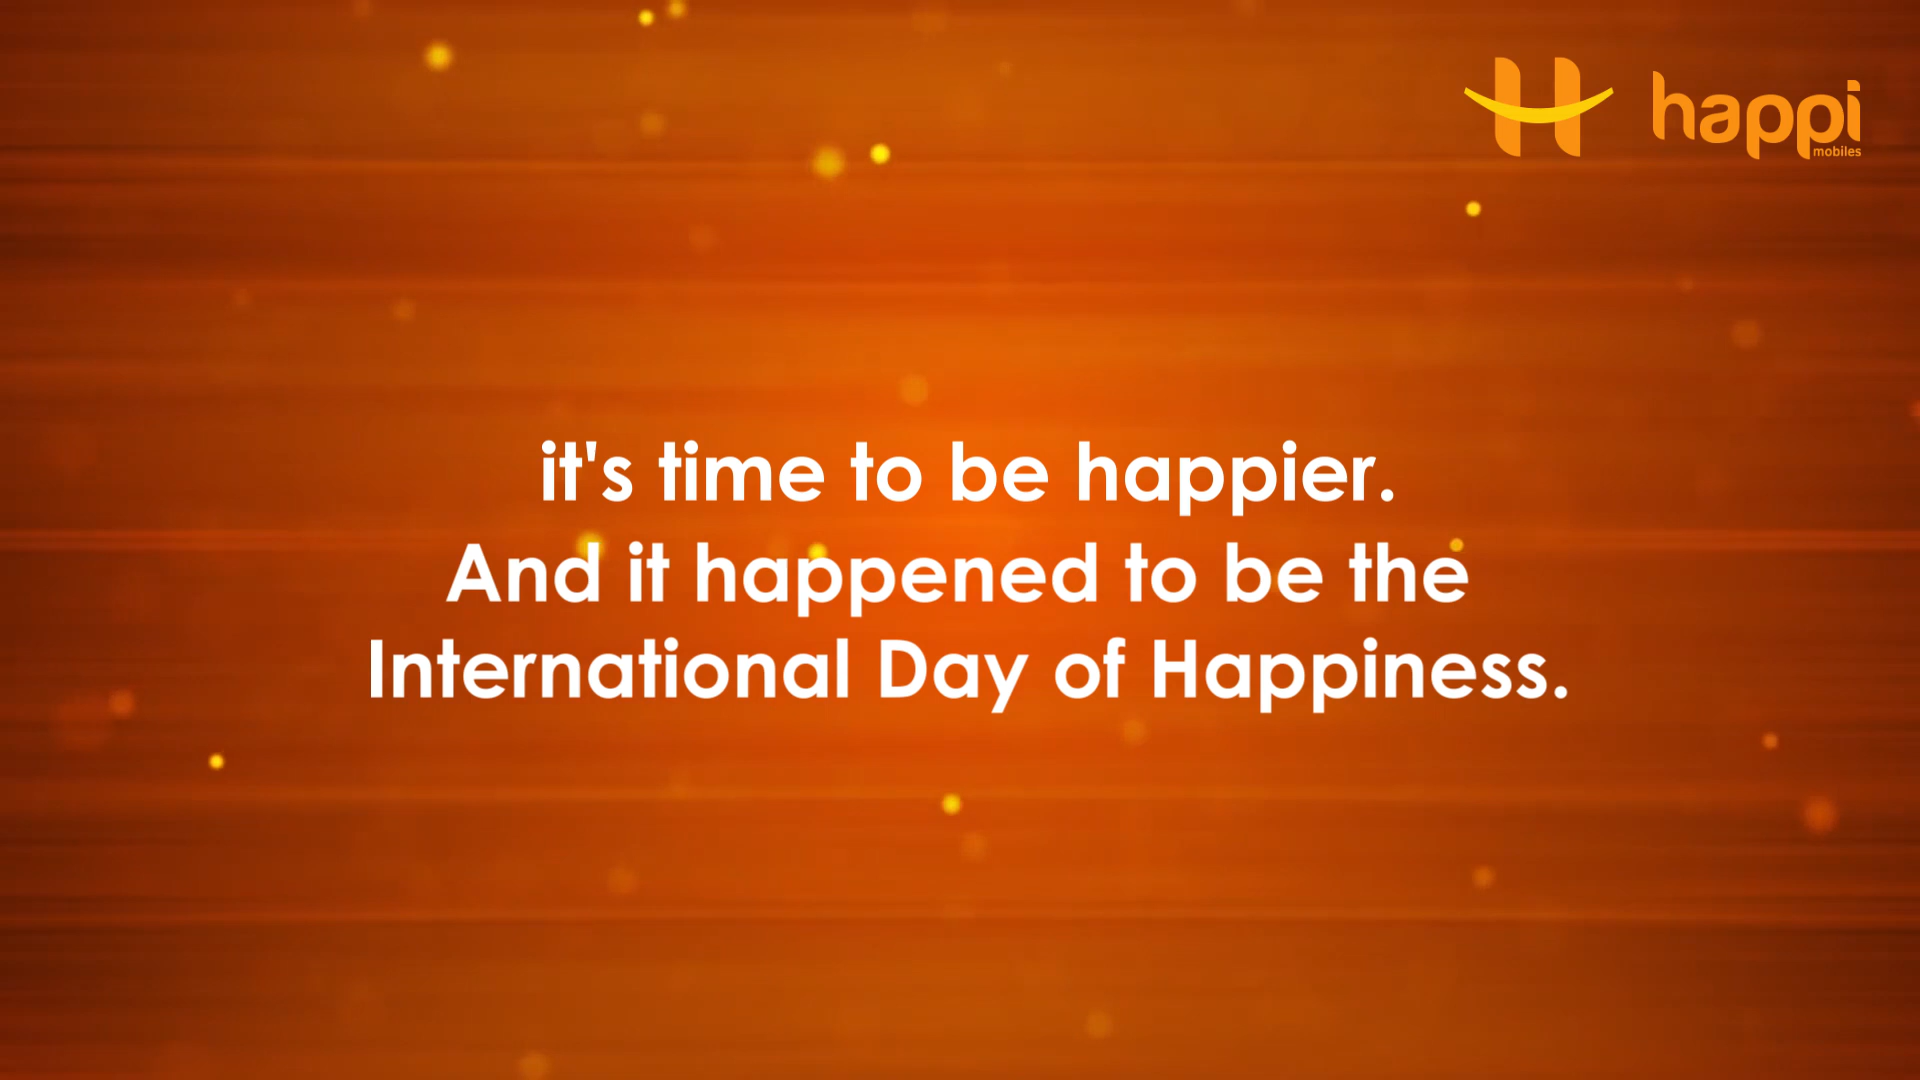 happi
mobiles
it's time to be happier.
And it happened to be the
International Day of Happiness.